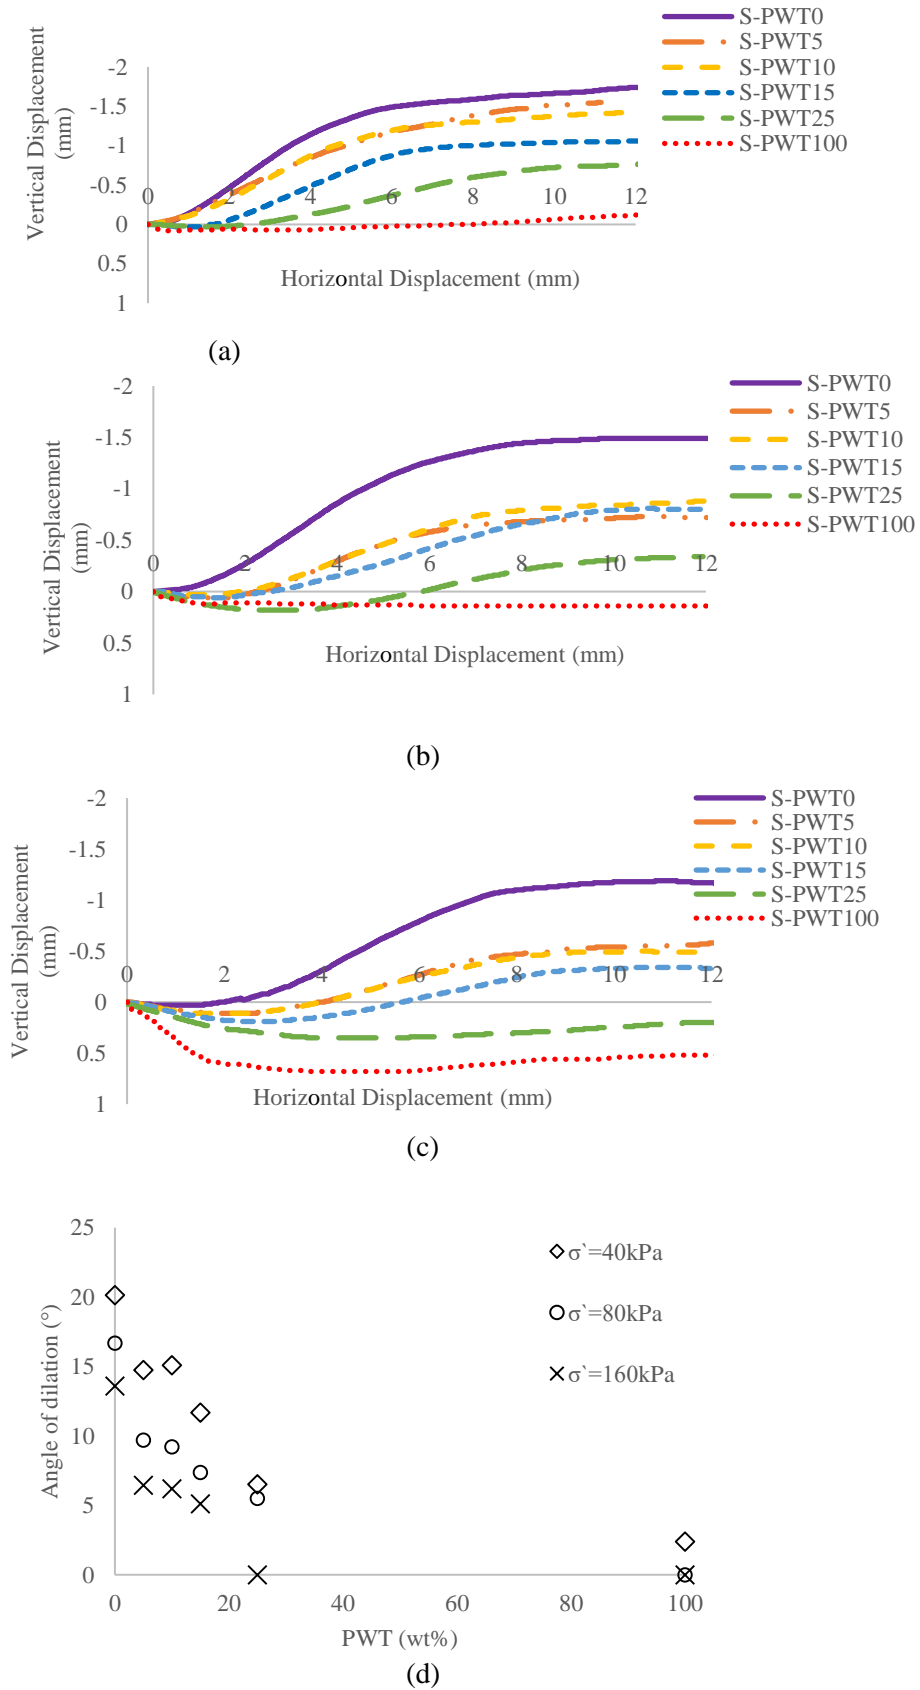 S-PWT0
S-PWT5
S-PWT10
S-PWT15
S-PWT25
S-PWT100
Vertical Displacement
(mm)
-2
-1.5
-1
-0.5
0
0.5
1
0 2 4 6 8 10 12
Horizontal Displacement (mm)
(a)
S-PWT0
S-PWT5
S-PWT10
S-PWT15
S-PWT25
S-PWT100
Vertical Displacement
(mm)
-2
-1.5
-1
-0.5
0
0.5
1
0 2 4 6 8 10 12
Horizontal Displacement (mm)
(b)
S-PWT0
S-PWT5
S-PWT10
S-PWT15
S-PWT25
S-PWT100
Vertical Displacement
(mm)
-2
-1.5
-1
-0.5
0
0.5
1
0 2 4 6 8 10 12
Horizontal Displacement (mm)
(c)
Angle of dilation (°)
25
20
15
10
5
0
σ`=40kPa
σ`=80kPa
σ`=160kPa
0 20 40 60 80 100
PWT (wt%)
(d)